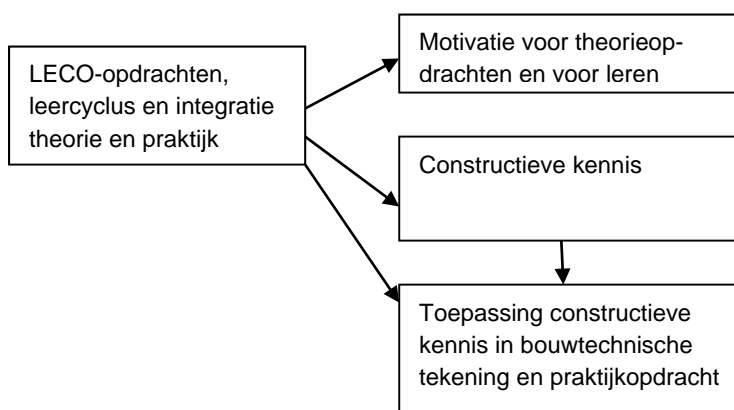 LECO-opdrachten,
leercyclus en integratie
theorie en praktijk
Motivatie voor theorieop-
drachten en voor leren
Constructieve kennis
Toepassing constructieve
kennis in bouwtechnische
tekening en praktijkopdracht